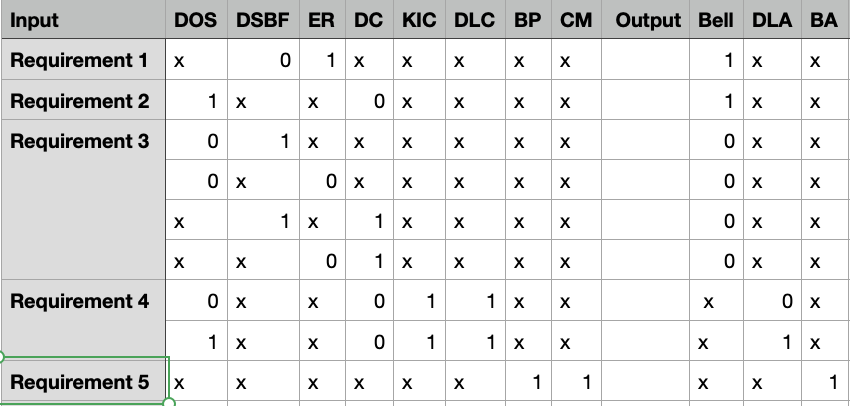 Input DOS DSBF ER DC KIC DLC BP CM Output Bell DLA BA
Requirement 1 x 0 1 x x x x x 1 x x
Requirement 2 1 x x 0 x x x x 1 x x
Requirement 3 0 1 x x x x x x 0 x x
0 x 0 x x x x x 0 x x
x 1 x 1 x x x x 0 x x
x x 0 1 x x x x 0 x x
Requirement 4 0 x x 0 1 1 x x x 0 x
1 x x 0 1 1 x x x 1 x
Requirement 5 x x x x x x 1 1 x x 1